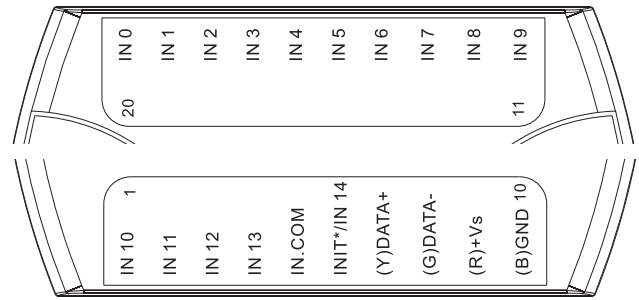 IN 0
IN 1
IN 2
IN 3
IN 4
IN 5
IN 6
IN 7
IN 8
IN 9
20
11
1
IN 10
IN 11
IN 12
IN 13
IN.COM
INIT*/IN 14
(Y)DATA+
(G)DATA-
(R)+Vs
(B)GND 10